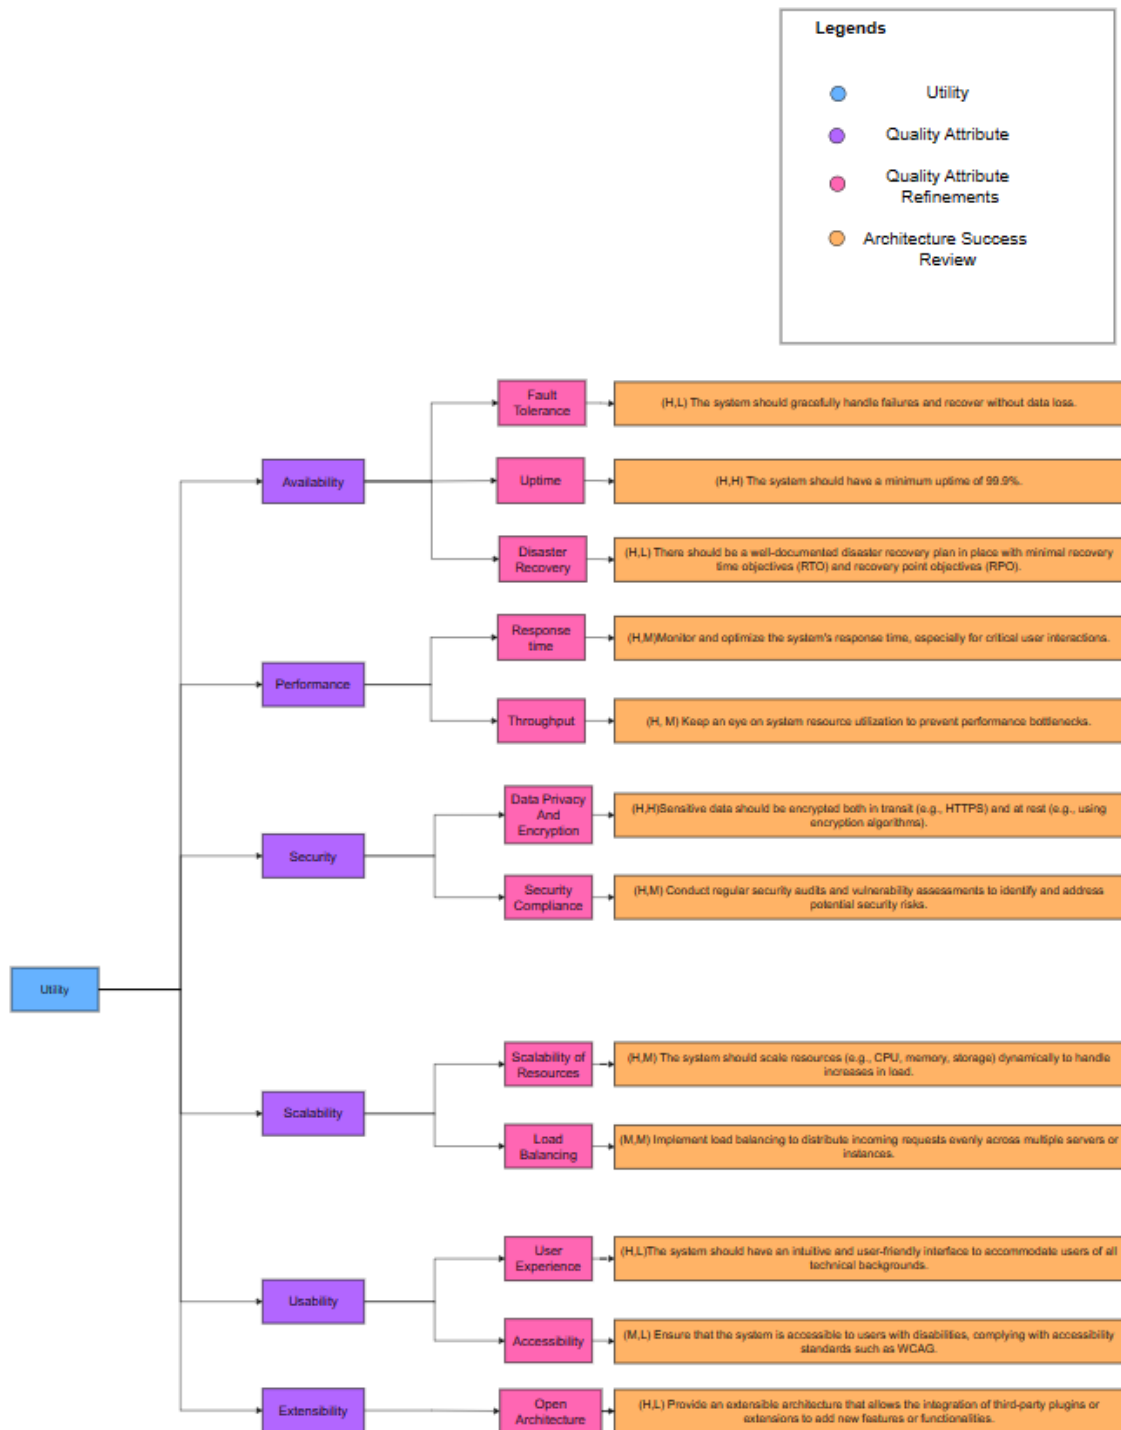 Legends
Utility
Quality Attribute
Quality Attribute
Refinements
Architecture Success
Review
Fault
Tolerance
(H,L) The system should gracefully handle failures and recover without data loss.
Availability
Uptime
(H,H) The system should have a minimum uptime of 99.9%.
Disaster
Recovery
(H,L) There should be a well-documented disaster recovery plan in place with minimal recovery
time objectives (RTO) and recovery point objectives (RPO).
Response
time
(H,M)Monitor and optimize the system's response time, especially for critical user interactions.
Performance
Throughput
(H, M) Keep an eye on system resource utilization to prevent performance bottlenecks.
Data Privacy
And
Encryption
(H,H)Sensitive data should be encrypted both in transit (e.g., HTTPS) and at rest (e.g., using
encryption algorithms).
Security
Security
Compliance
(H,M) Conduct regular security audits and vulnerability assessments to identify and address
potential security risks.
Utility
Scalability of
Resources
(H,M) The system should scale resources (e.g., CPU, memory, storage) dynamically to handle
increases in load.
Scalability
Load
Balancing
(M,M) Implement load balancing to distribute incoming requests evenly across multiple servers or
instances.
User
Experience
(H,L)The system should have an intuitive and user-friendly interface to accommodate users of all
technical backgrounds.
Usability
Accessibility
(M,L) Ensure that the system is accessible to users with disabilities, complying with accessibility
standards such as WCAG.
Extensibility
Open
Architecture
(H,L) Provide an extensible architecture that allows the integration of third-party plugins or
extensions to add new features or functionalities.